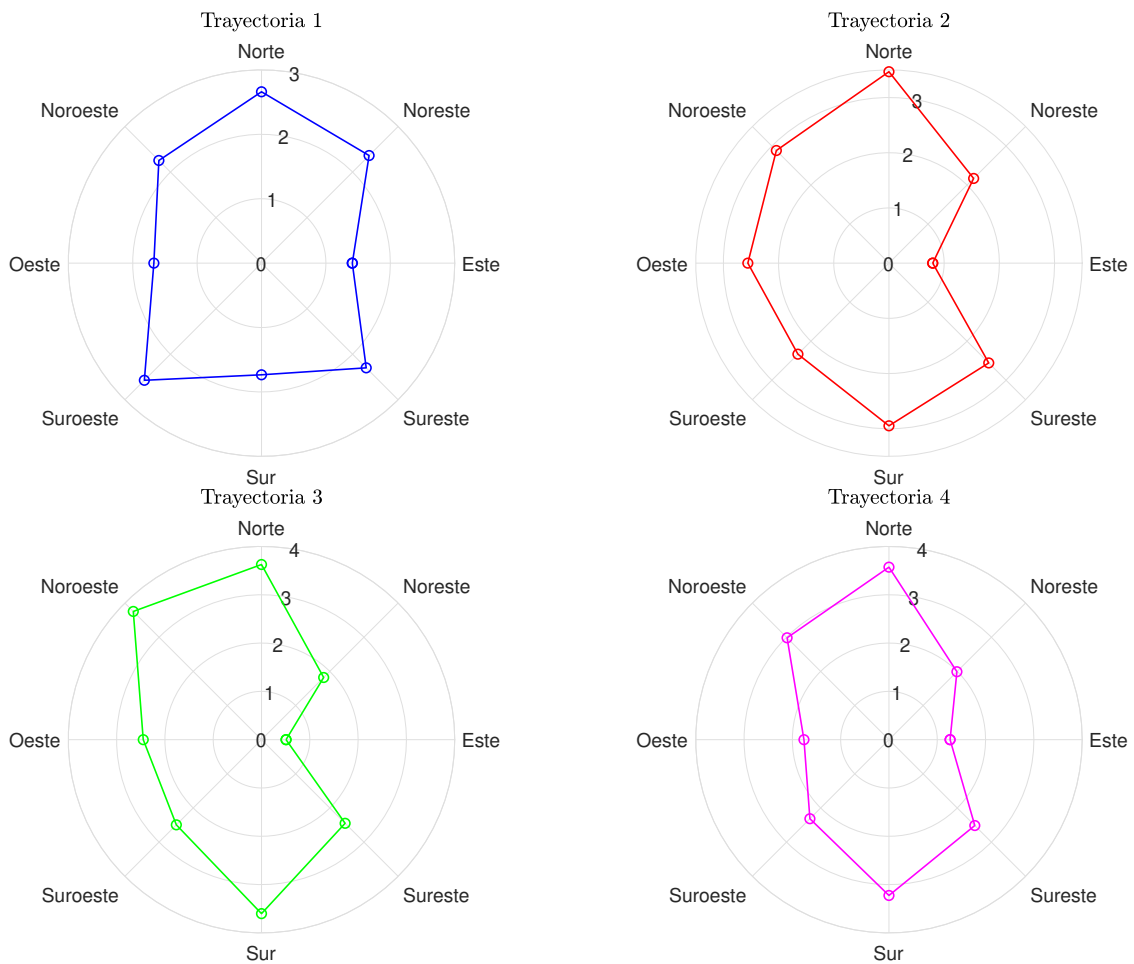 Trayectoria 1
Norte
3
Noroeste
Noreste
2
1
Oeste
0
Este
Suroeste
Sureste
Sur
Trayectoria 2
Norte
3
Noroeste
Noreste
2
1
Oeste
0
Este
Suroeste
Sureste
Sur
Trayectoria 3
Norte
4
Noroeste
Noreste
3
2
1
Oeste
0
Este
Suroeste
Sureste
Sur
Trayectoria 4
Norte
4
Noroeste
Noreste
3
2
1
Oeste
0
Este
Suroeste
Sureste
Sur